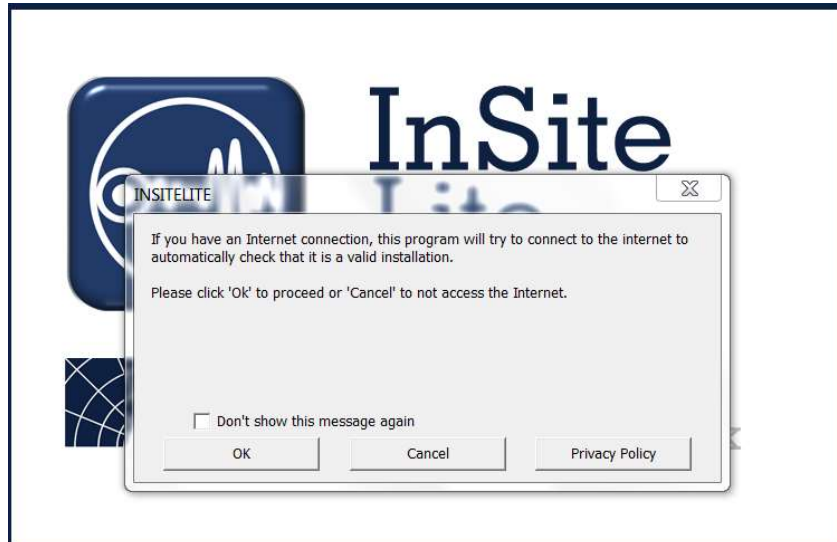 InSite
Lite
INSITELITE
If you have an Internet connection, this program will try to connect to the internet to
automatically check that it is a valid installation.
Please click 'Ok' to proceed or 'Cancel' to not access the Internet.
Don't show this message again
OK
Cancel
Privacy Policy